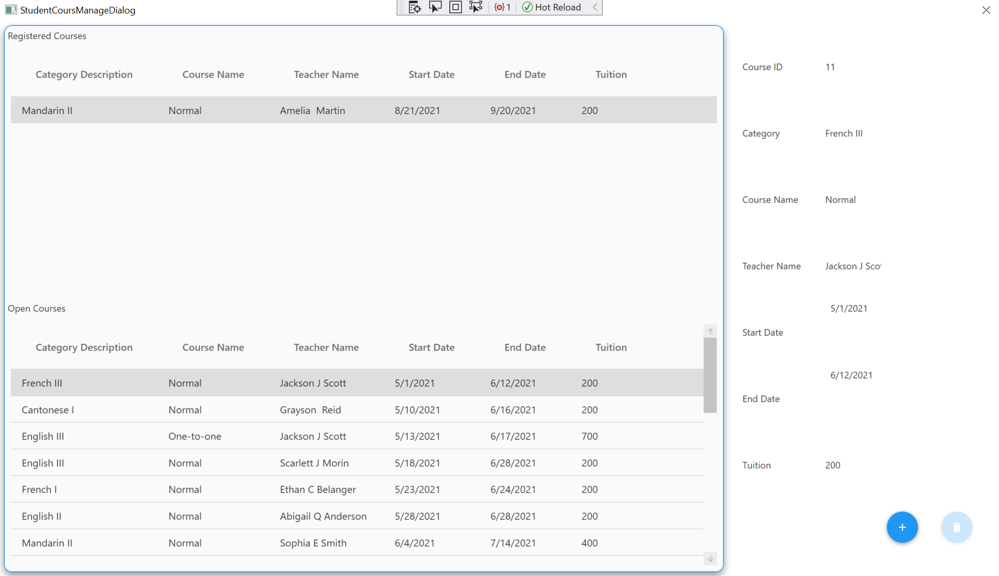 StudentCoursManageDialog
1 Hot Reload
Registered Courses
Category Description Course Name Teacher Name Start Date End Date Tuition
Mandarin II Normal Amelia  Martin 8/21/2021 9/20/2021 200
Open Courses
Category Description Course Name Teacher Name Start Date End Date Tuition
French III Normal Jackson J Scott 5/1/2021 6/12/2021 200
Cantonese I Normal Grayson  Reid 5/10/2021 6/16/2021 200
English III One-to-one Jackson J Scott 5/13/2021 6/17/2021 700
English III Normal Scarlett J Morin 5/18/2021 6/28/2021 200
French I Normal Ethan C Belanger 5/23/2021 6/24/2021 200
English II Normal Abigail Q Anderson 5/28/2021 6/28/2021 200
Mandarin II Normal Sophia E Smith 6/4/2021 7/14/2021 400
Course ID 11
Category French III
Course Name Normal
Teacher Name Jackson J Scot
5/1/2021
Start Date
6/12/2021
End Date
Tuition 200